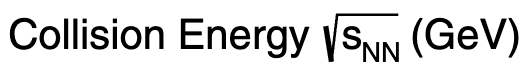 Collision Energy √s_NN (GeV)